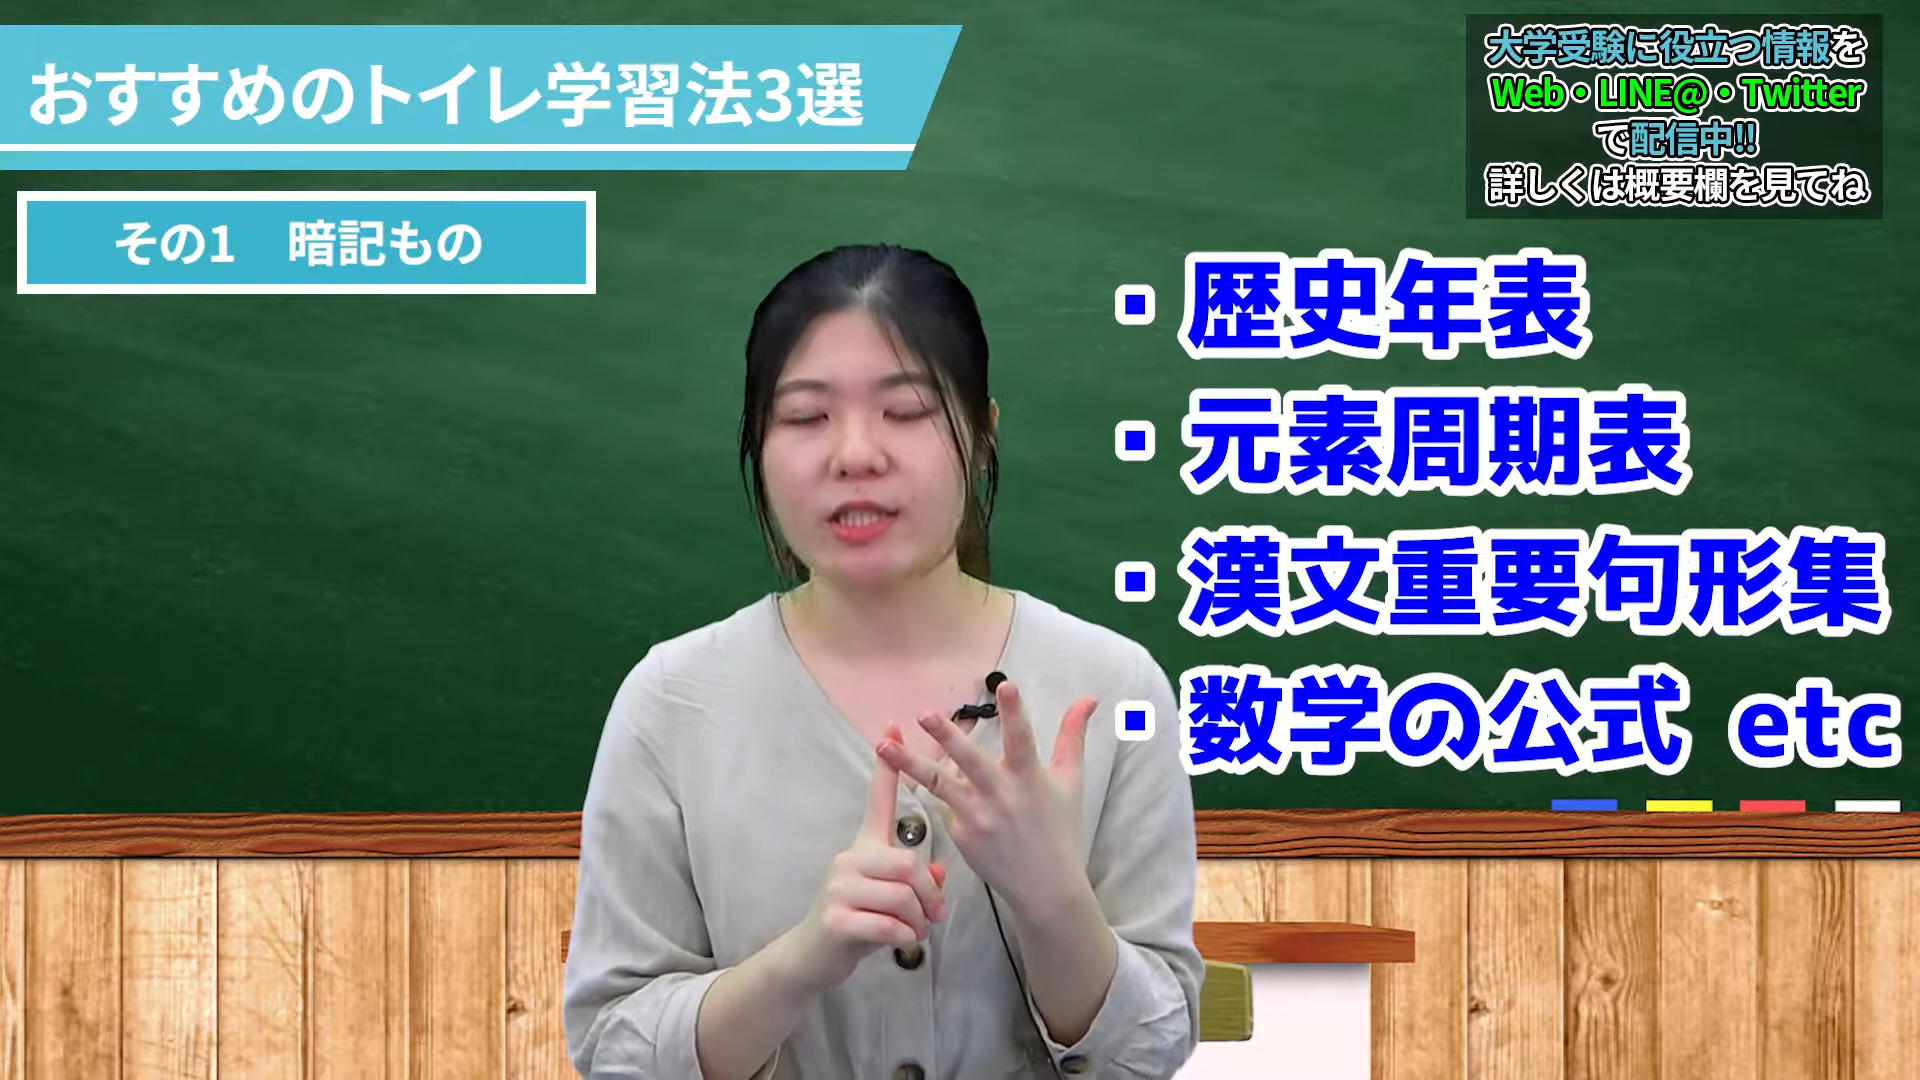 おすすめのトイレ学習法3選
その1 暗記もの
大学受験に役立つ情報を
Web・LINE@・Twitter
で配信中!!
詳しくは概要欄を見てね
・歴史年表
・元素周期表
・漢文重要句形集
・数学の公式 etc